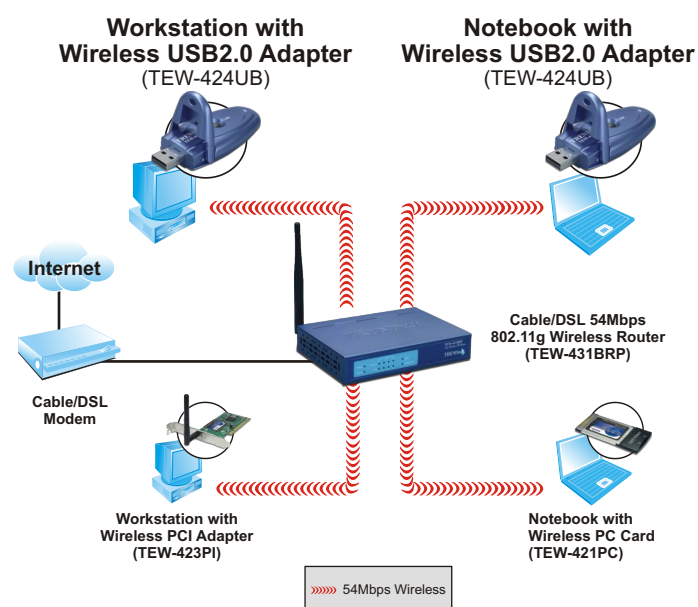 Workstation with
Wireless USB2.0 Adapter
(TEW-424UB)
Notebook with
Wireless USB2.0 Adapter
(TEW-424UB)
Internet
Cable/DSL
Modem
Cable/DSL 54Mbps
802.11g Wireless Router
(TEW-431BRP)
Workstation with
Wireless PCI Adapter
(TEW-423PI)
Notebook with
Wireless PC Card
(TEW-421PC)
54Mbps Wireless